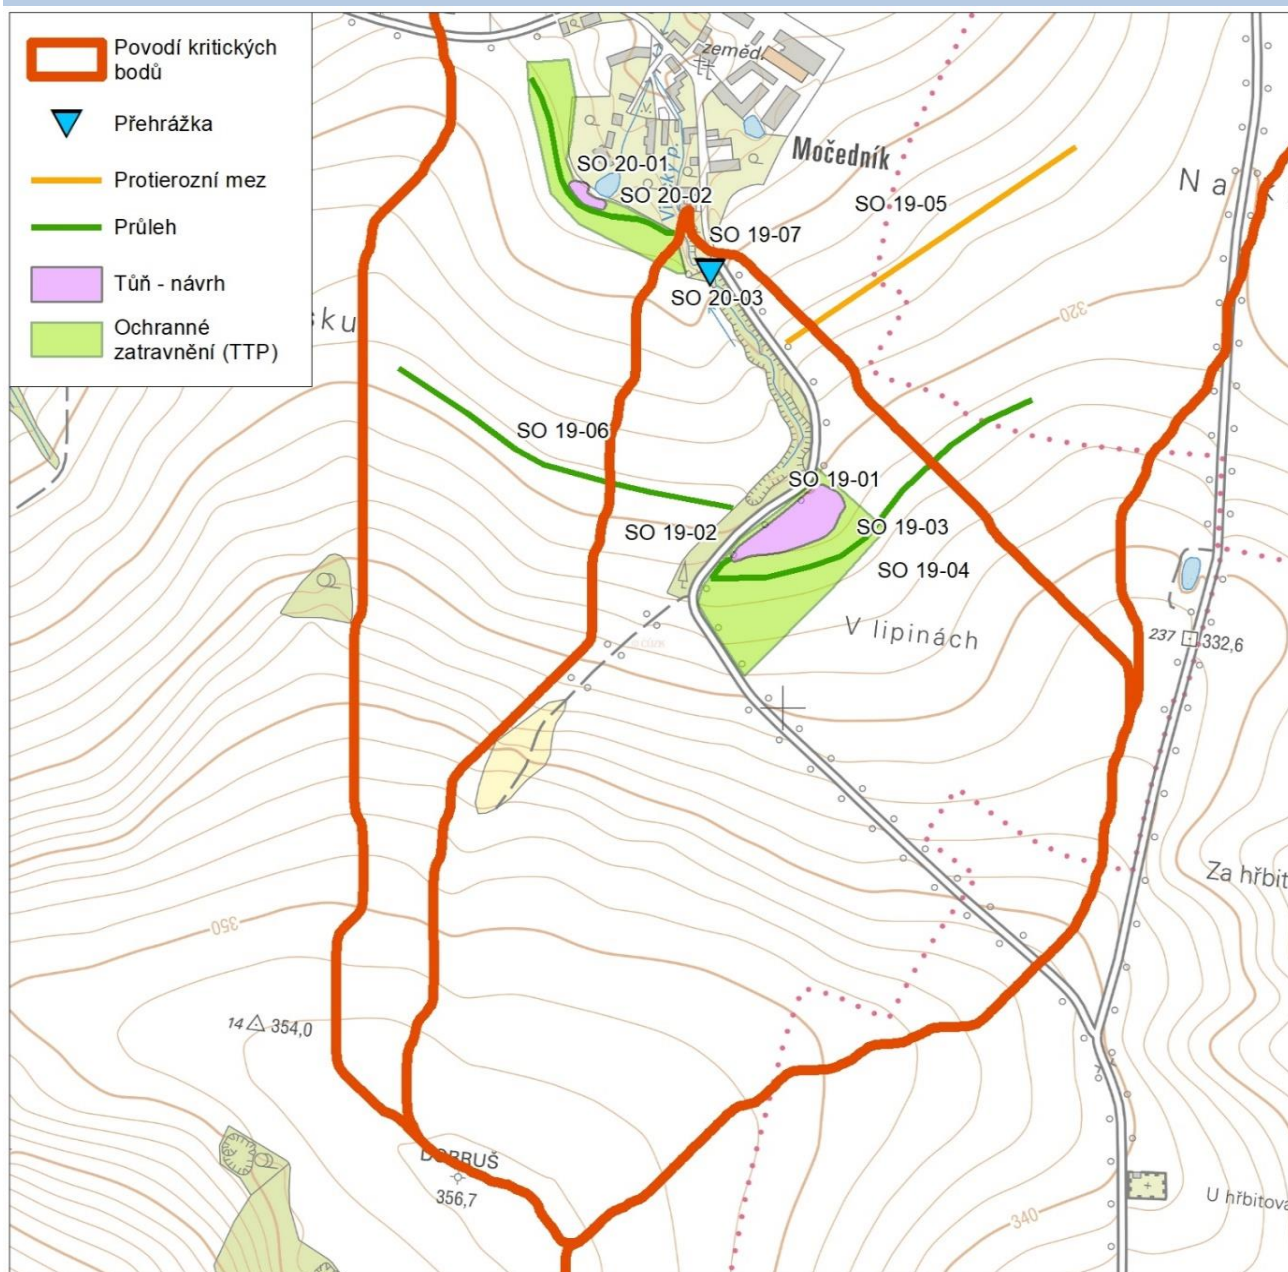 Povodí kritických
bodů
Přehrážka
Protierozní mez
Průleh
Tůň - návrh
Ochranné
zatravnění (TTP)
zeměd.
Močedník
SO 20-01
SO 20-02
SO 19-05
Na
SO 19-07
SO 20-03
320
sku
SO 19-06
SO 19-01
SO 19-02
SO 19-03
SO 19-04
V lipinách
237 332,6
Za hřbit
350
14 354,0
DOBRUŠ
356,7
340
U hřbitova